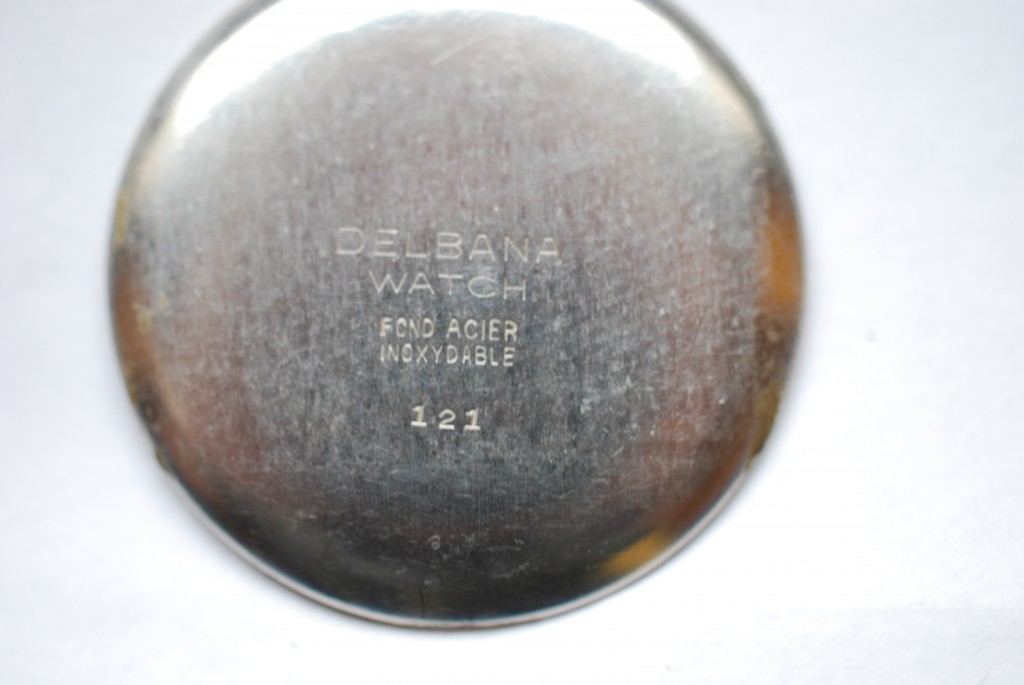 DELBANA
WATCH
FOND ACIER
INOXYDABLE
121